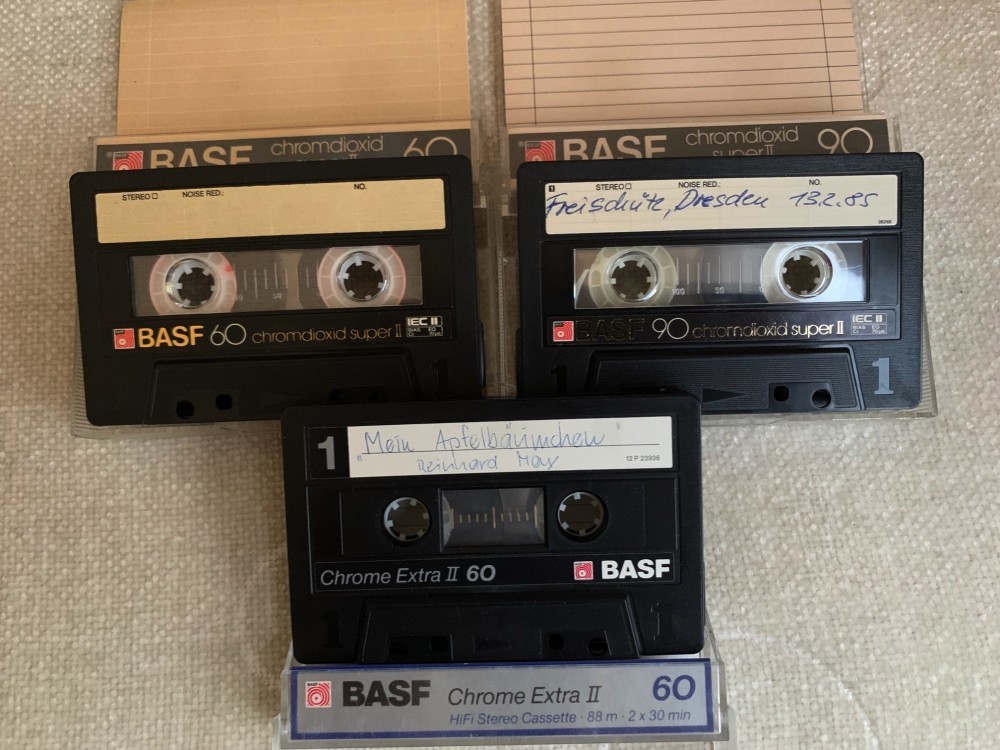 BASF chromdioxid super II 60
BASF chromdioxid super II 90
STEREO NOISE RED.: NO.
BASF 60 chromdioxid super II IEC II
1
1 STEREO NOISE RED.: NO.
Freischütz, Dresden 13.2.85
BASF 90 chromdioxid super II IEC II
1 1
1 "Mein Apfelbäumchen"
Reinhard Mey 12 P 23936
Chrome Extra II 60 BASF
1 1
BASF Chrome Extra II 60
HiFi Stereo Cassette · 88 m · 2 x 30 min